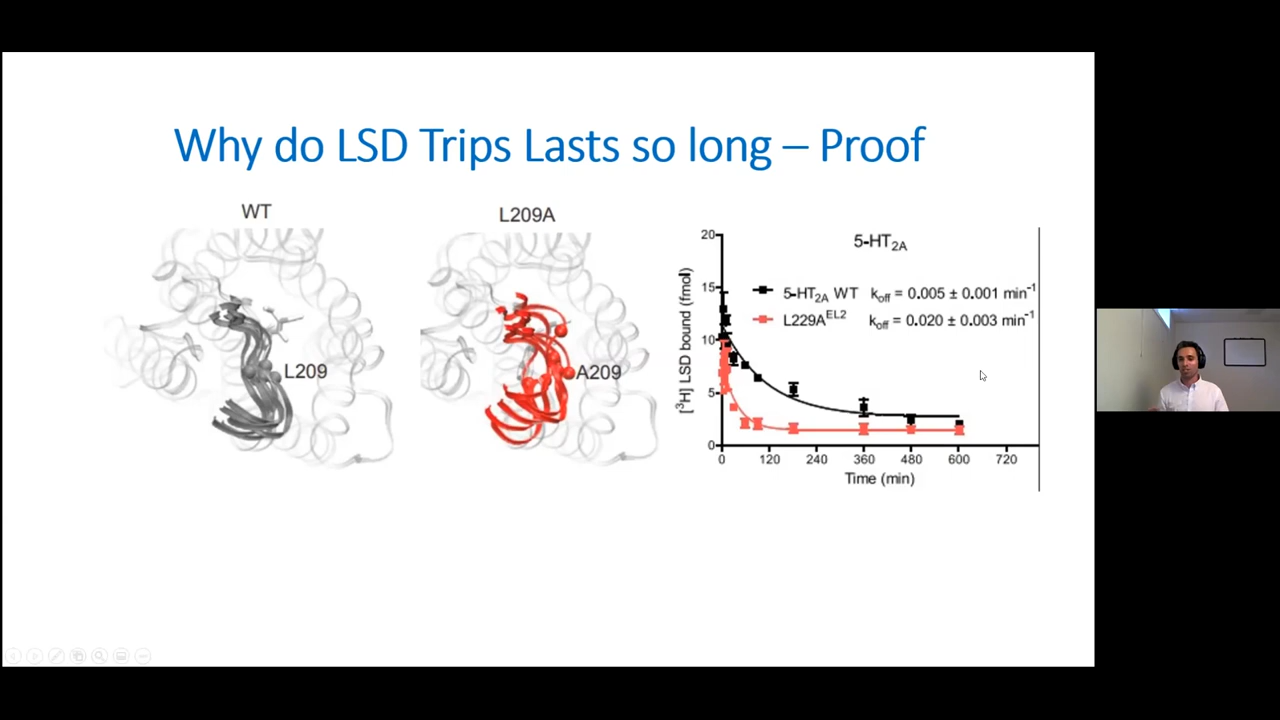 Why do LSD Trips Lasts so long – Proof
WT
L209
L209A
A209
5-HT2A
5-HT2A WT koff = 0.005 ± 0.001 min-1
L229AEL2 koff = 0.020 ± 0.003 min-1
[3H] LSD bound (fmol)
20
15
10
5
0
0 120 240 360 480 600 720
Time (min)